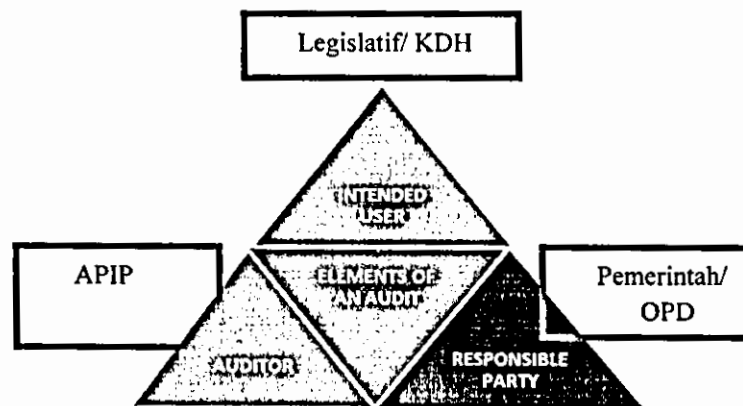 Legislatif/ KDH
INTENDED
USER
APIP
ELEMENTS OF
AN AUDIT
Pemerintah/
OPD
AUDITOR
RESPONSIBLE
PARTY